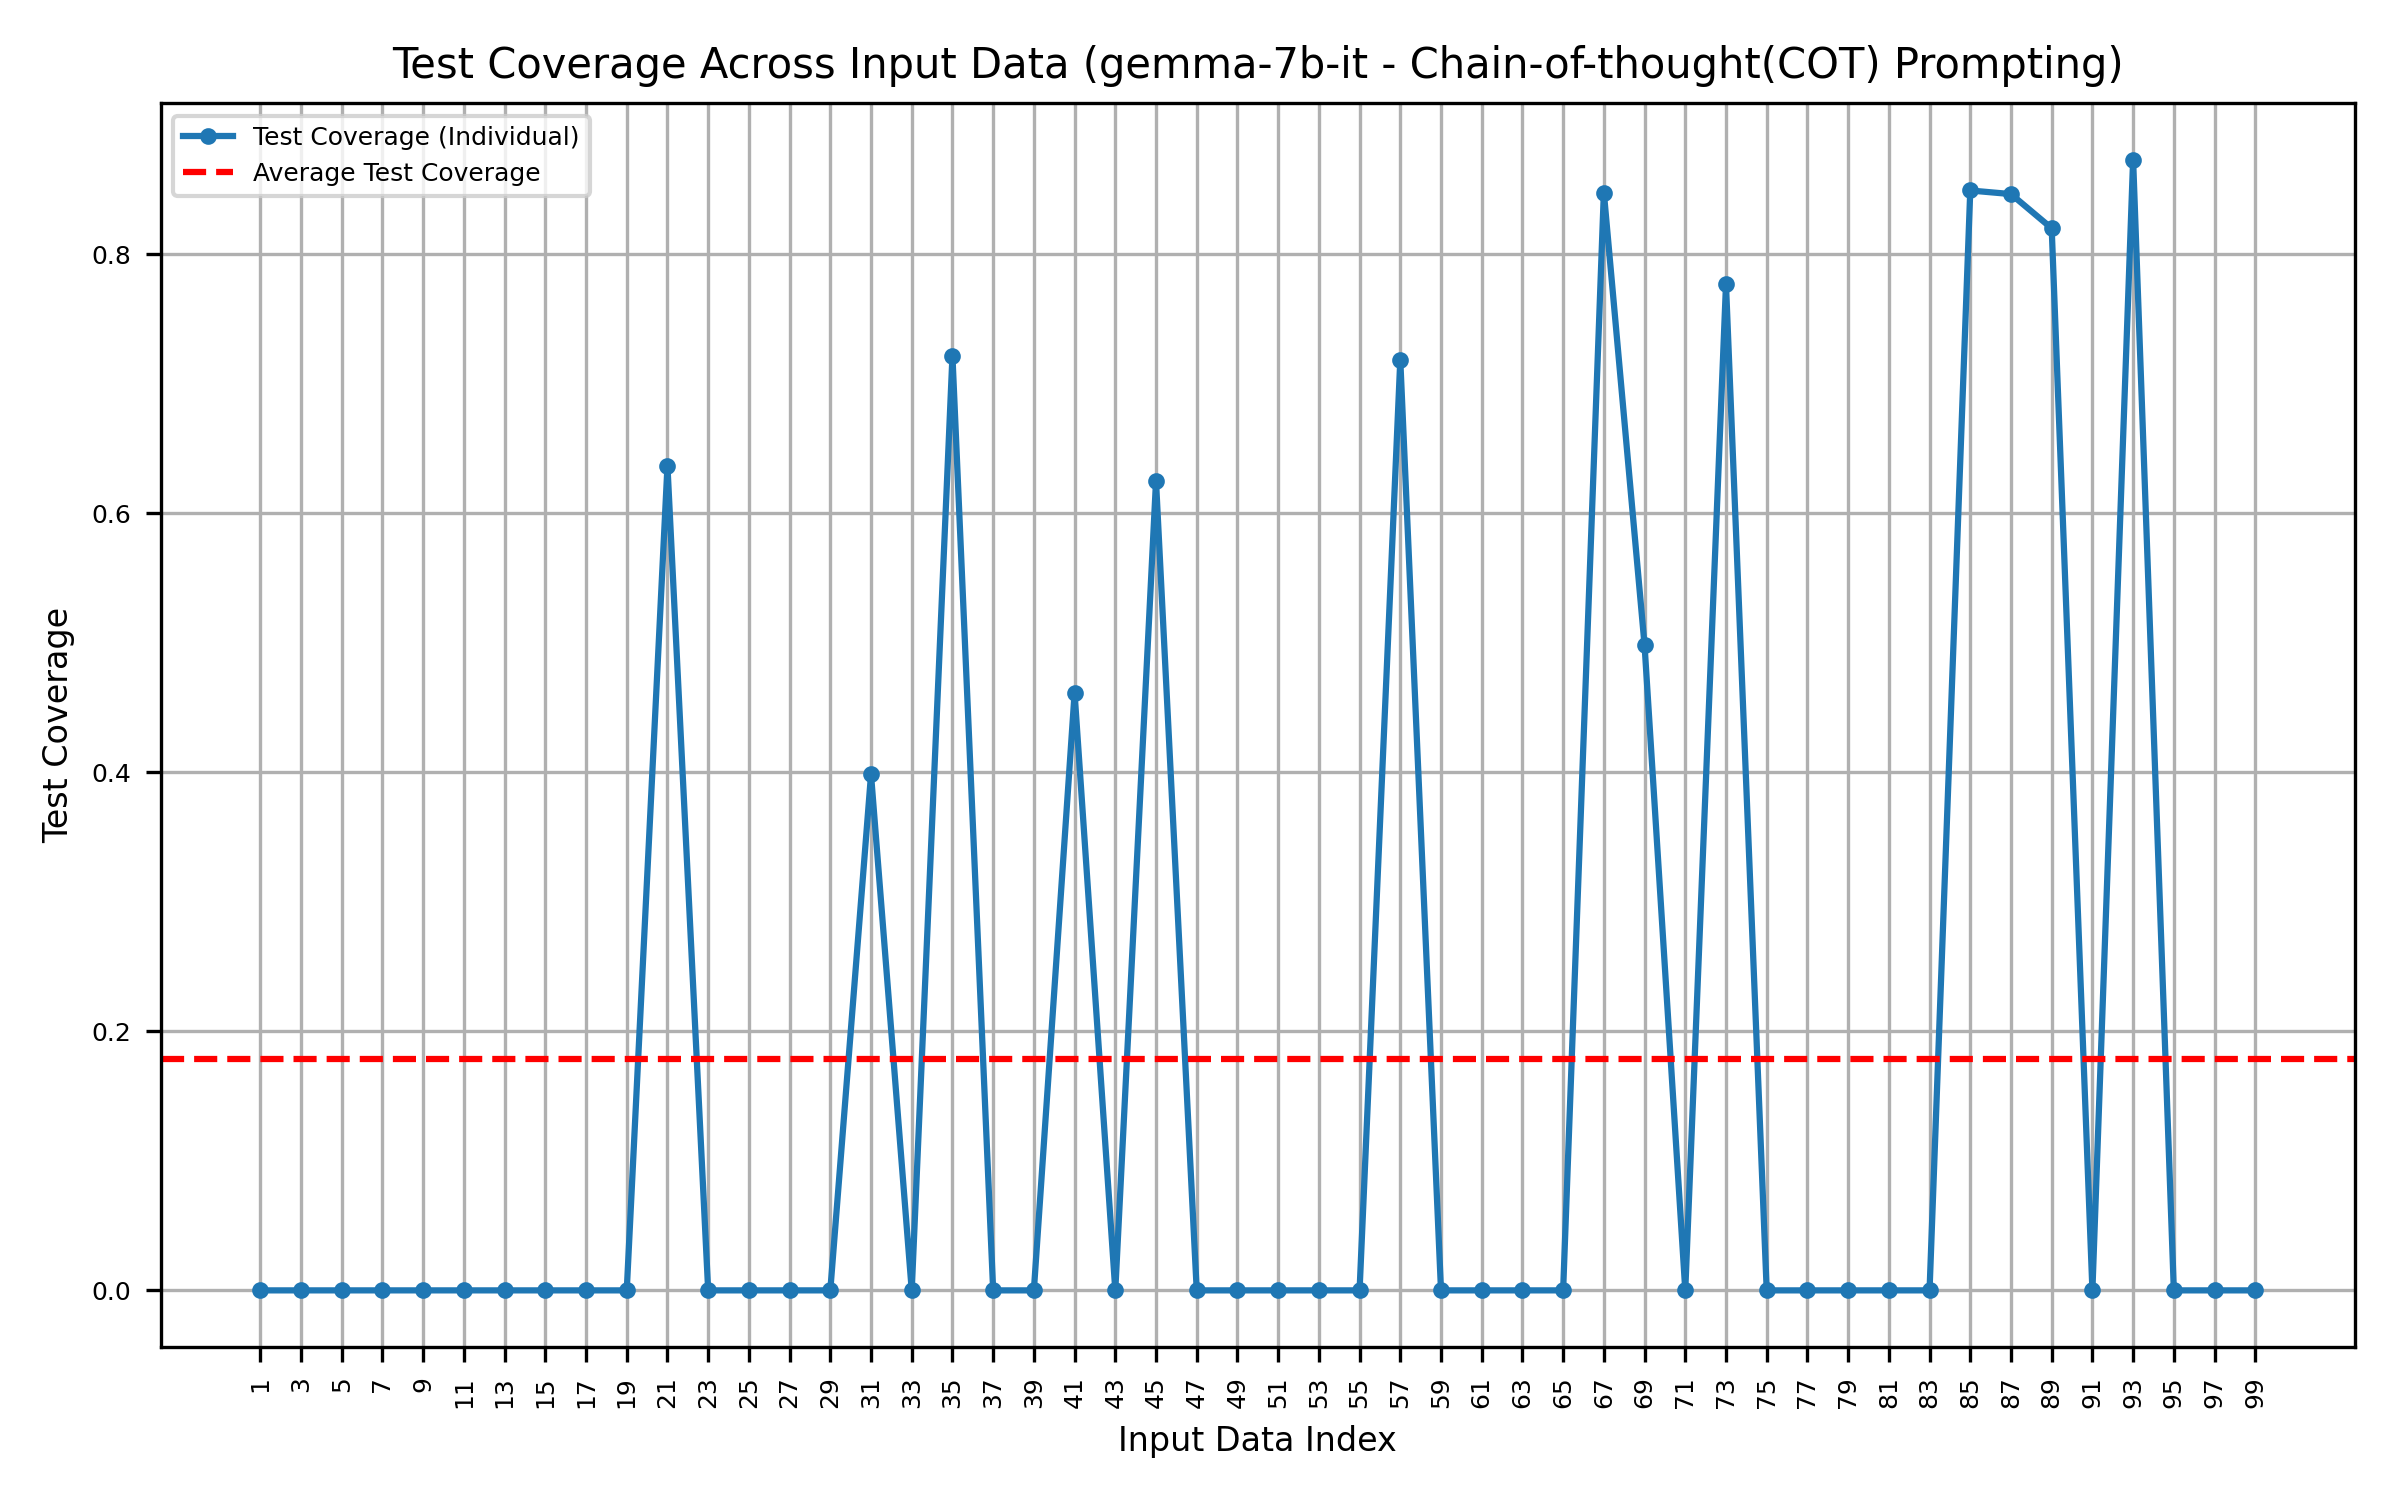 Test Coverage Across Input Data (gemma-7b-it - Chain-of-thought(COT) Prompting)
Test Coverage (Individual)
Average Test Coverage
Test Coverage
0.8
0.6
0.4
0.2
0.0
1 3 5 7 9 11 13 15 17 19 21 23 25 27 29 31 33 35 37 39 41 43 45 47 49 51 53 55 57 59 61 63 65 67 69 71 73 75 77 79 81 83 85 87 89 91 93 95 97 99
Input Data Index